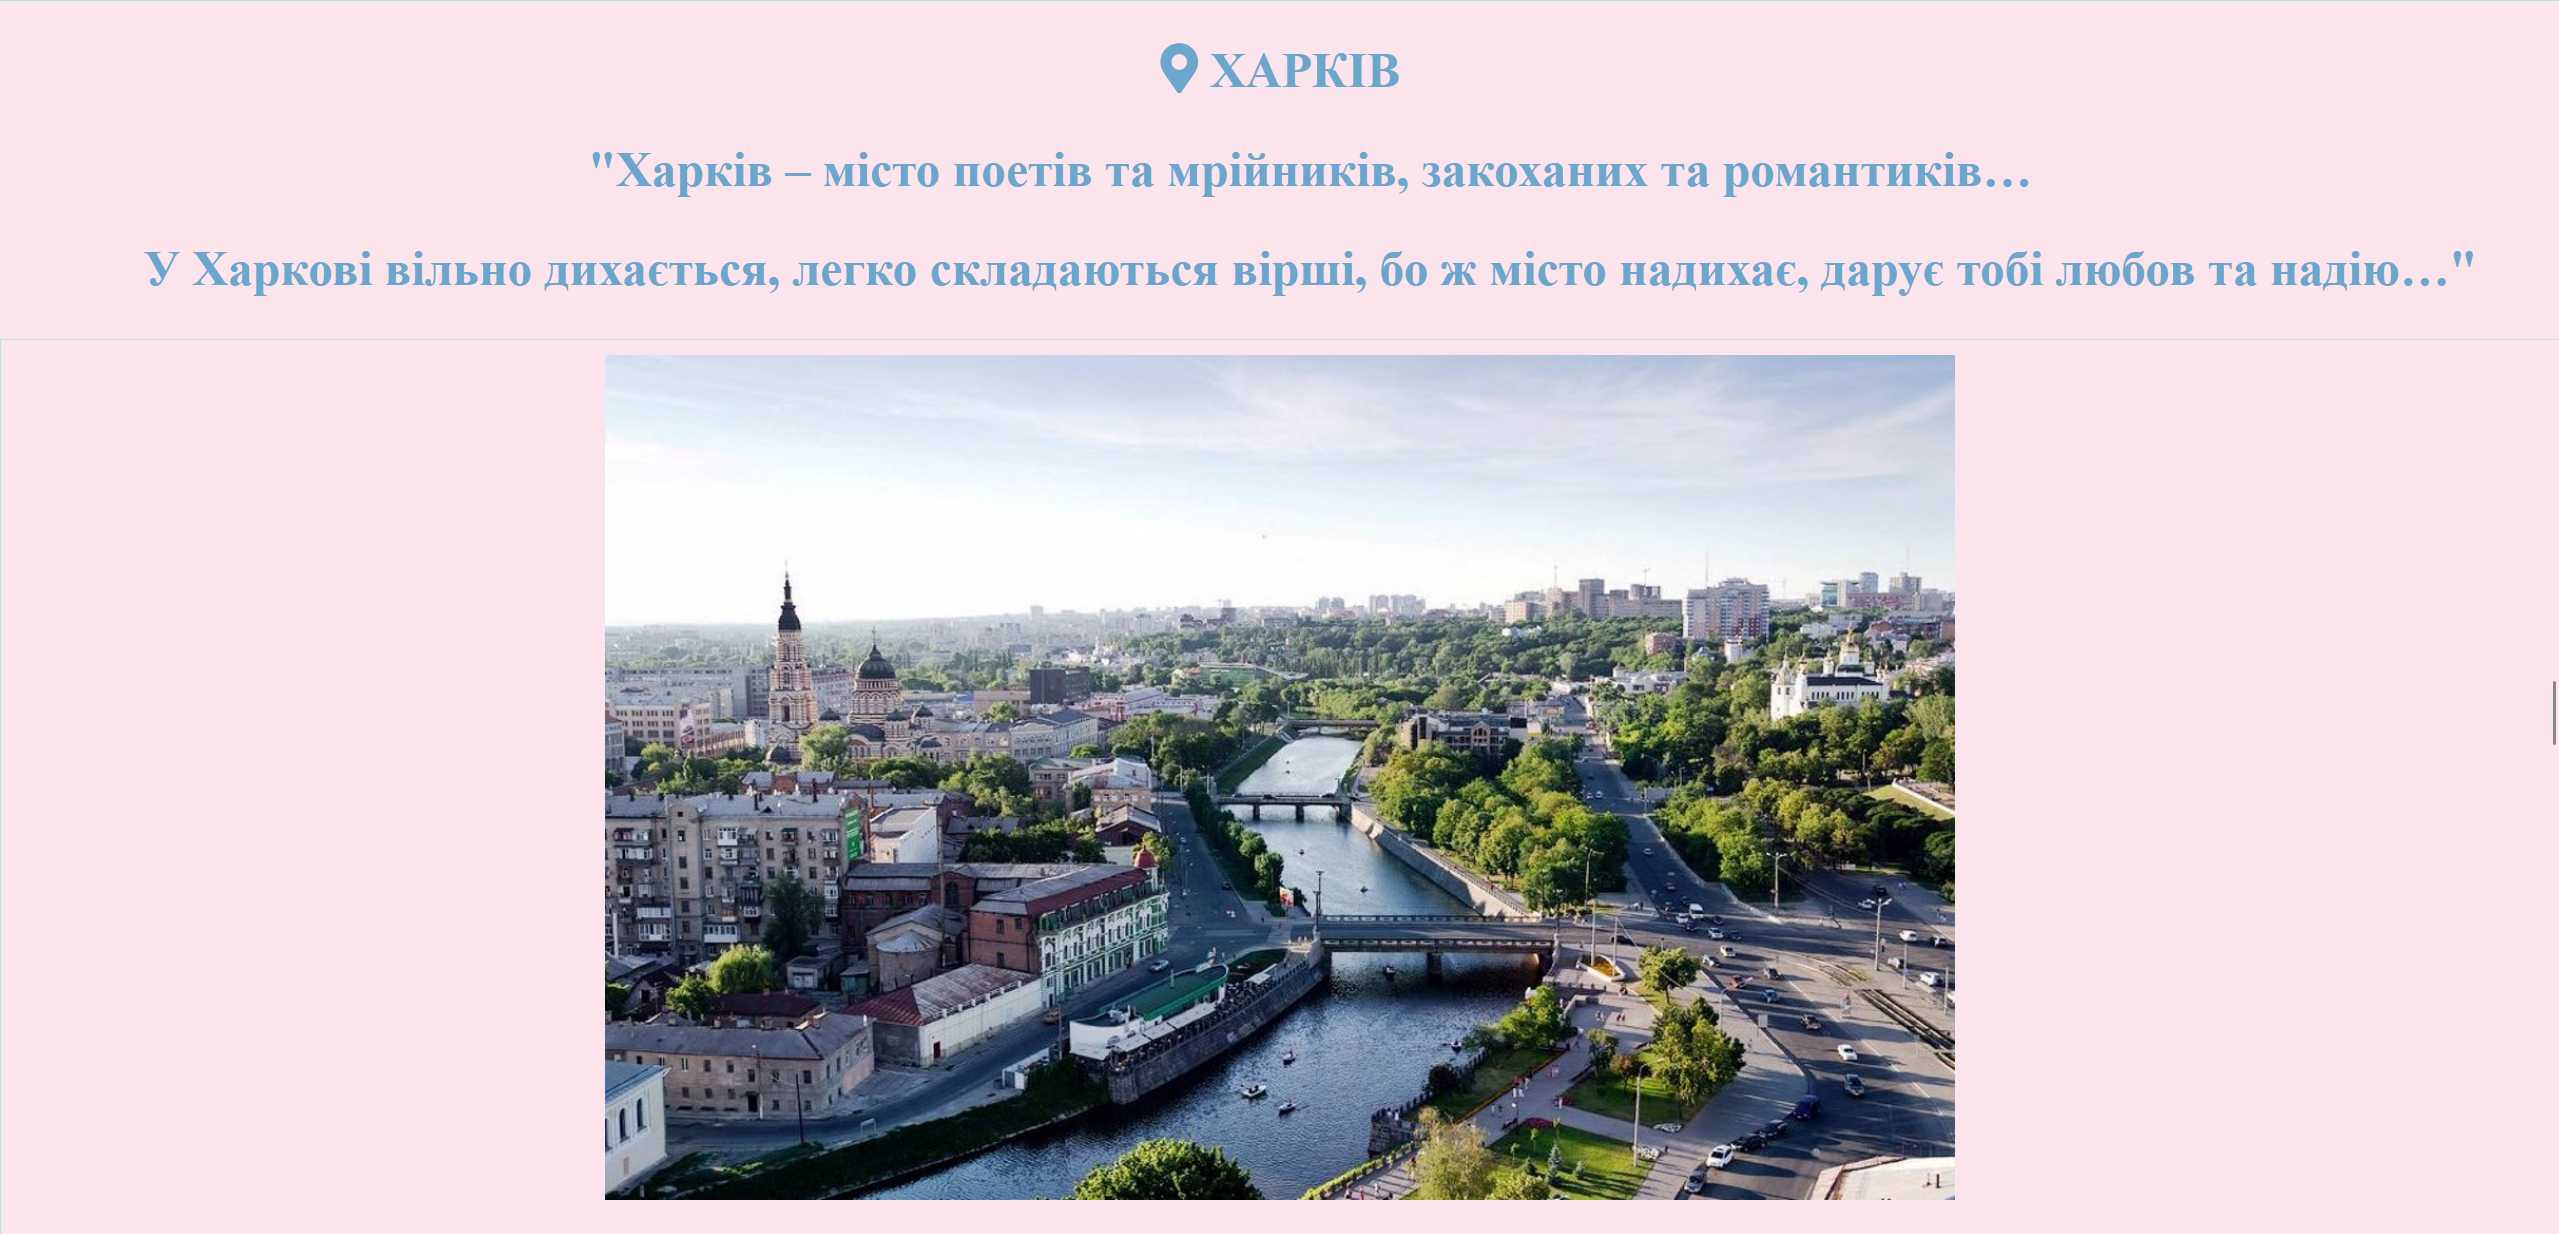 ХАРКІВ
"Харків – місто поетів та мрійників, закоханих та романтиків…
У Харкові вільно дихається, легко складаються вірші, бо ж місто надихає, дарує тобі любов та надію…"